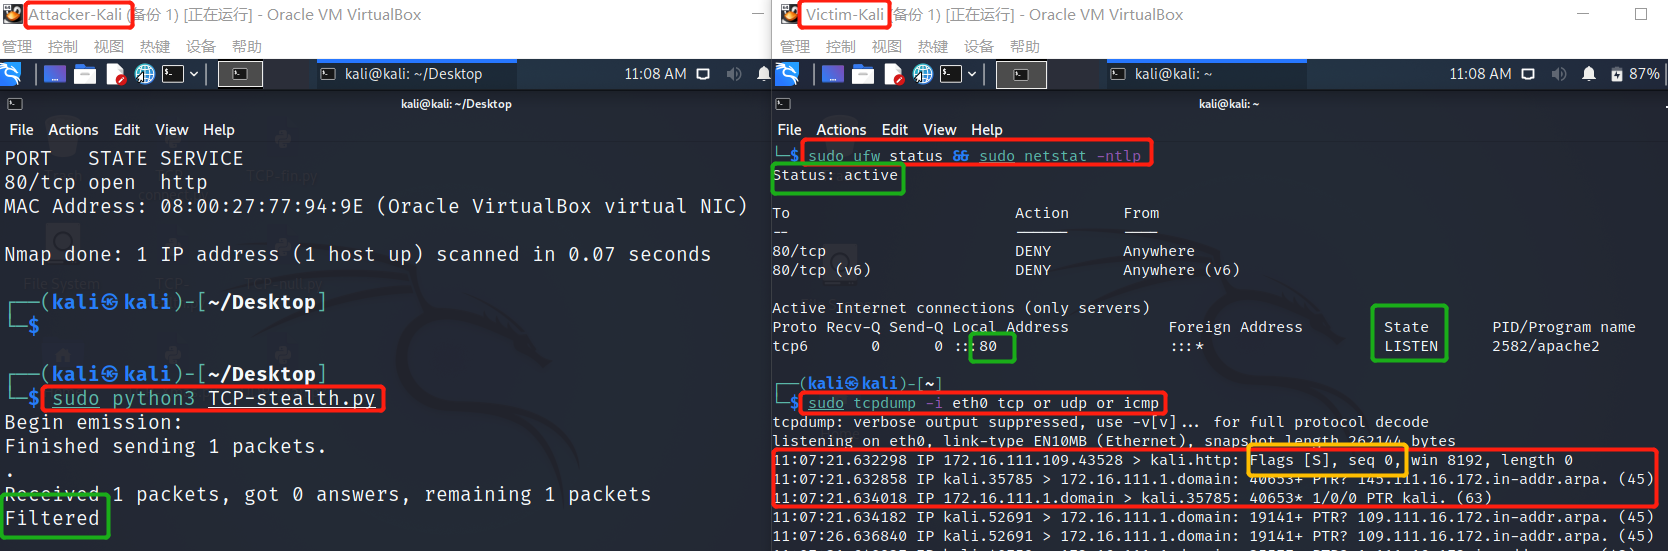 Attacker-Kali (备份 1) [正在运行] - Oracle VM VirtualBox
管理 控制 视图 热键 设备 帮助
kali@kali: ~/Desktop 11:08 AM
kali@kali: ~/Desktop
File Actions Edit View Help
PORT   STATE SERVICE
80/tcp open  http
MAC Address: 08:00:27:77:94:9E (Oracle VirtualBox virtual NIC)
Nmap done: 1 IP address (1 host up) scanned in 0.07 seconds
┌──(kali㉿kali)-[~/Desktop]
└─$
┌──(kali㉿kali)-[~/Desktop]
└─$ sudo python3 TCP-stealth.py
Begin emission:
Finished sending 1 packets.
.
Received 1 packets, got 0 answers, remaining 1 packets
Filtered
Victim-Kali (备份 1) [正在运行] - Oracle VM VirtualBox
管理 控制 视图 热键 设备 帮助
kali@kali: ~ 11:08 AM 87%
kali@kali: ~
File Actions Edit View Help
└─$ sudo ufw status && sudo netstat -ntlp
Status: active
To Action From
-- ------ ----
80/tcp DENY Anywhere
80/tcp (v6) DENY Anywhere (v6)
Active Internet connections (only servers)
Proto Recv-Q Send-Q Local Address Foreign Address State PID/Program name
tcp6 0 0 :::80 :::* LISTEN 2582/apache2
┌──(kali㉿kali)-[~]
└─$ sudo tcpdump -i eth0 tcp or udp or icmp
tcpdump: verbose output suppressed, use -v[v]... for full protocol decode
listening on eth0, link-type EN10MB (Ethernet), snapshot length 262144 bytes
11:07:21.632298 IP 172.16.111.109.43528 > kali.http: Flags [S], seq 0, win 8192, length 0
11:07:21.632858 IP kali.35785 > 172.16.111.1.domain: 40653+ PTR? 145.111.16.172.in-addr.arpa. (45)
11:07:21.634018 IP 172.16.111.1.domain > kali.35785: 40653* 1/0/0 PTR kali. (63)
11:07:21.634182 IP kali.52691 > 172.16.111.1.domain: 19141+ PTR? 109.111.16.172.in-addr.arpa. (45)
11:07:26.636840 IP kali.52691 > 172.16.111.1.domain: 19141+ PTR? 109.111.16.172.in-addr.arpa. (45)